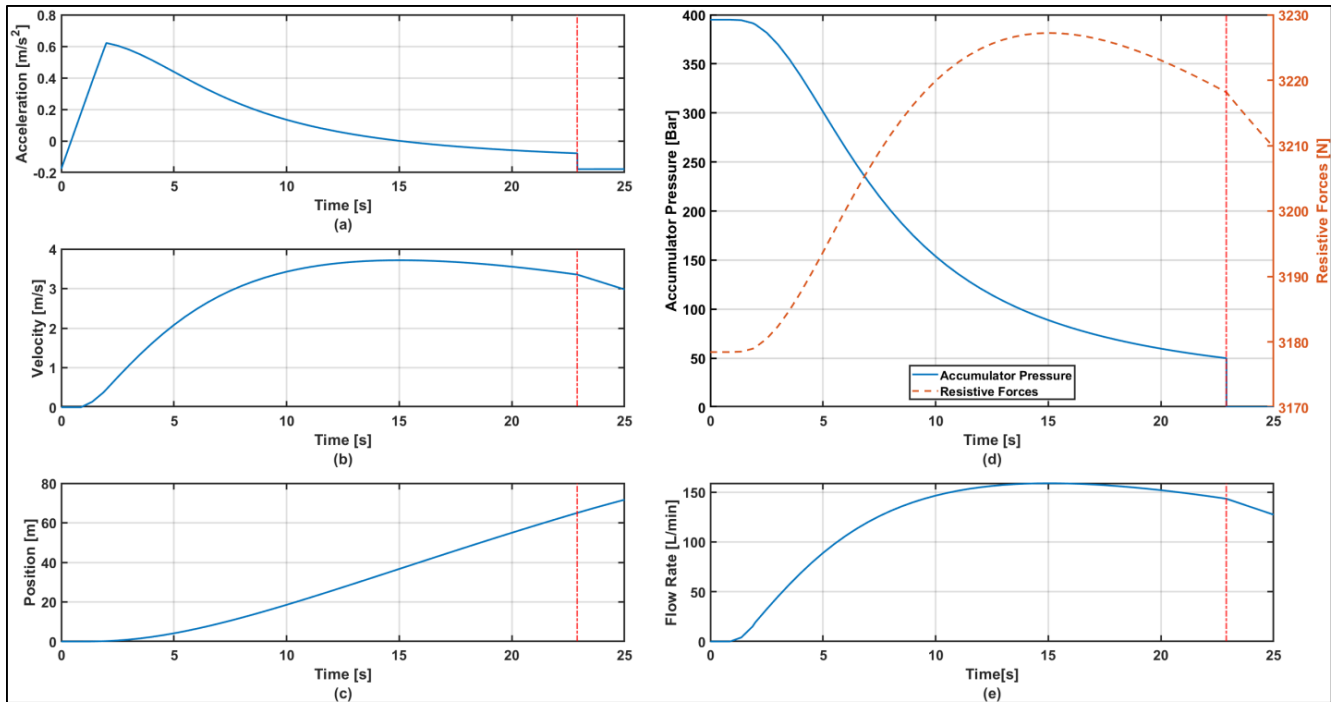 0.8
0.6
0.4
0.2
0
-0.2
Acceleration [m/s²]
0 5 10 15 20 25
Time [s]
(a)
4
3
2
1
0
Velocity [m/s]
0 5 10 15 20 25
Time [s]
(b)
80
60
40
20
0
Position [m]
0 5 10 15 20 25
Time [s]
(c)
400
350
300
250
200
150
100
50
0
Accumulator Pressure [Bar]
3230
3220
3210
3200
3190
3180
3170
Resistive Forces [N]
Accumulator Pressure
Resistive Forces
0 5 10 15 20 25
Time [s]
(d)
150
100
50
0
Flow Rate [L/min]
0 5 10 15 20 25
Time[s]
(e)